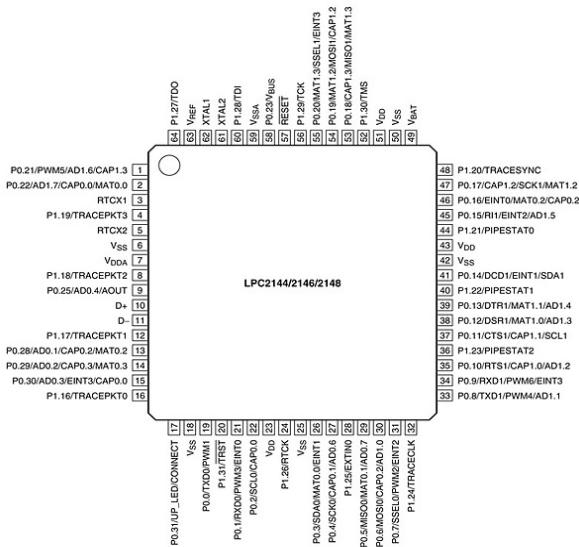 P1.27/TDO
VREF
XTAL1
XTAL2
P1.28/TDI
VSSA
P0.23/VBUS
RESET
P1.29/TCK
P0.20/MAT1.3/SSEL1/EINT3
P0.19/MAT1.2/MOSI1/CAP1.2
P0.18/CAP1.3/MISO1/MAT1.3
P1.30/TMS
VDD
VSS
VBAT
64 63 62 61 60 59 58 57 56 55 54 53 52 51 50 49
P0.21/PWM5/AD1.6/CAP1.3 1
P0.22/AD1.7/CAP0.0/MAT0.0 2
RTCX1 3
P1.19/TRACEPKT3 4
RTCX2 5
VSS 6
VDDA 7
P1.18/TRACEPKT2 8
P0.25/AD0.4/AOUT 9
D+ 10
D− 11
P1.17/TRACEPKT1 12
P0.28/AD0.1/CAP0.2/MAT0.2 13
P0.29/AD0.2/CAP0.3/MAT0.3 14
P0.30/AD0.3/EINT3/CAP0.0 15
P1.16/TRACEPKT0 16
LPC2144/2146/2148
48 P1.20/TRACESYNC
47 P0.17/CAP1.2/SCK1/MAT1.2
46 P0.16/EINT0/MAT0.2/CAP0.2
45 P0.15/RI1/EINT2/AD1.5
44 P1.21/PIPESTAT0
43 VDD
42 VSS
41 P0.14/DCD1/EINT1/SDA1
40 P1.22/PIPESTAT1
39 P0.13/DTR1/MAT1.1/AD1.4
38 P0.12/DSR1/MAT1.0/AD1.3
37 P0.11/CTS1/CAP1.1/SCL1
36 P1.23/PIPESTAT2
35 P0.10/RTS1/CAP1.0/AD1.2
34 P0.9/RXD1/PWM6/EINT3
33 P0.8/TXD1/PWM4/AD1.1
17 18 19 20 21 22 23 24 25 26 27 28 29 30 31 32
P0.31/UP_LED/CONNECT
VSS
P0.0/TXD0/PWM1
P1.31/TRST
P0.1/RXD0/PWM3/EINT0
P0.2/SCL0/CAP0.0
VDD
P1.26/RTCK
VSS
P0.3/SDA0/MAT0.0/EINT1
P0.4/SCK0/CAP0.1/AD0.6
P1.25/EXTIN0
P0.5/MISO0/MAT0.1/AD0.7
P0.6/MOSI0/CAP0.2/AD1.0
P0.7/SSEL0/PWM2/EINT2
P1.24/TRACECLK